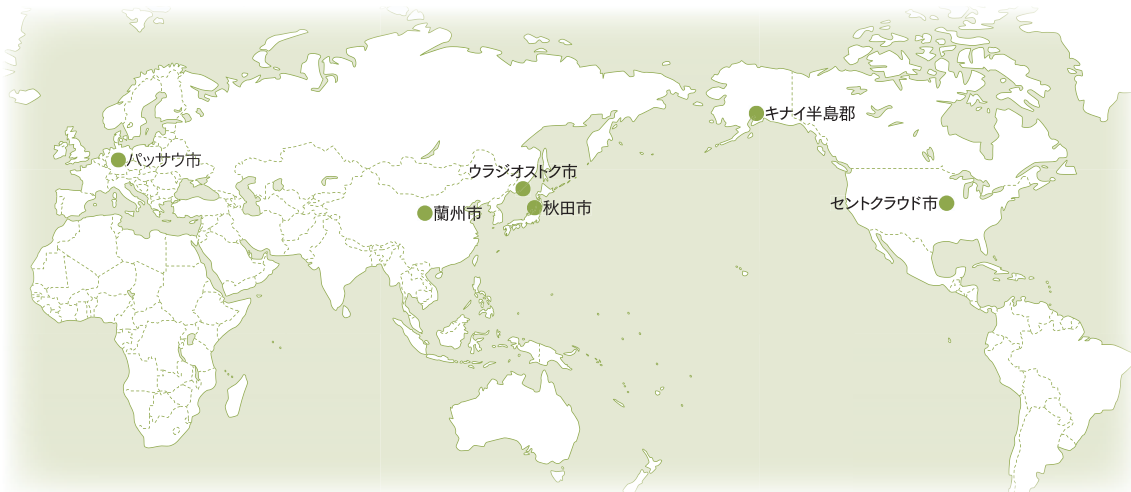 キナイ半島郡
パッサウ市
ウラジオストク市
セントクラウド市
秋田市
蘭州市